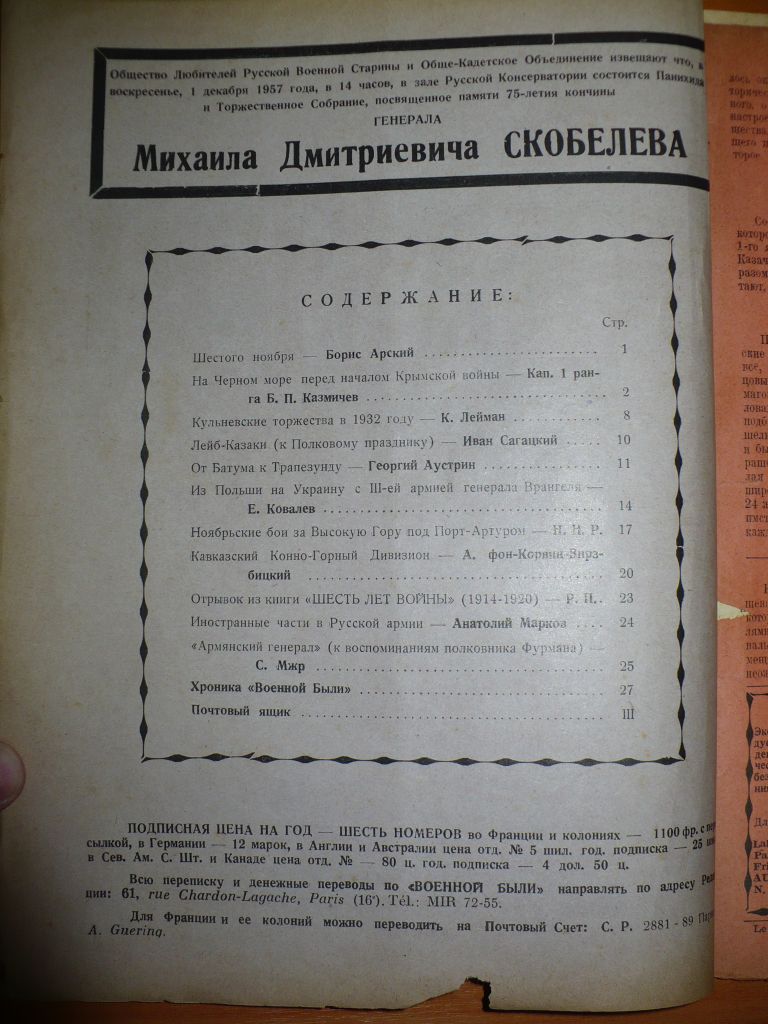 Общество Любителей Русской Военной Старины и Обще-Кадетское Объединение извещают что, в
воскресенье, 1 декабря 1957 года, в 14 часов, в зале Русской Консерватории состоится Панихида
и Торжественное Собрание, посвященное памяти 75-летия кончины
ГЕНЕРАЛА
Михаила Дмитриевича СКОБЕЛЕВА
СОДЕРЖАНИЕ:
Стр.
Шестого ноября — Борис Арский ........................ 1
На Черном море перед началом Крымской войны — Кап. 1 ран-
га Б. П. Казмичев ................................. 2
Кульневские торжества в 1932 году — К. Лейман ............ 8
Лейб-Казаки (к Полковому празднику) — Иван Сагацкий ..... 10
От Батума к Трапезунду — Георгий Аустрин ................ 11
Из Польши на Украину с III-ей армией генерала Врангеля —
Е. Ковалев ....................................... 14
Ноябрьские бои за Высокую Гору под Порт-Артуром — Н. Н. Р. 17
Кавказский Конно-Горный Дивизион — А. фон-Корвин-Вирз-
бицкий ........................................ 20
Отрывок из книги «ШЕСТЬ ЛЕТ ВОЙНЫ» (1914-1920) — Р. Н.. 23
Иностранные части в Русской армии — Анатолий Марков .... 24
«Армянский генерал» (к воспоминаниям полковника Фурмана) —
С. Мжр ........................................ 25
Хроника «Военной Были» .................................. 27
Почтовый ящик .......................................... III
ПОДПИСНАЯ ЦЕНА НА ГОД — ШЕСТЬ НОМЕРОВ во Франции и колониях — 1100 фр. с пер
сылкой, в Германии — 12 марок, в Англии и Австралии цена отд. № 5 шил. год. подписка — 25 шил
в Сев. Ам. С. Шт. и Канаде цена отд. № — 80 ц. год. подписка — 4 дол. 50 ц.
Всю переписку и денежные переводы по «ВОЕННОЙ БЫЛИ» направлять по адресу Реда
ции: 61, rue Chardon-Lagache, Paris (16e). Tél.: MIR 72-55.
Для Франции и ее колоний можно переводить на Почтовый Счет: C. P. 2881 - 89 Пари
A. Guering.